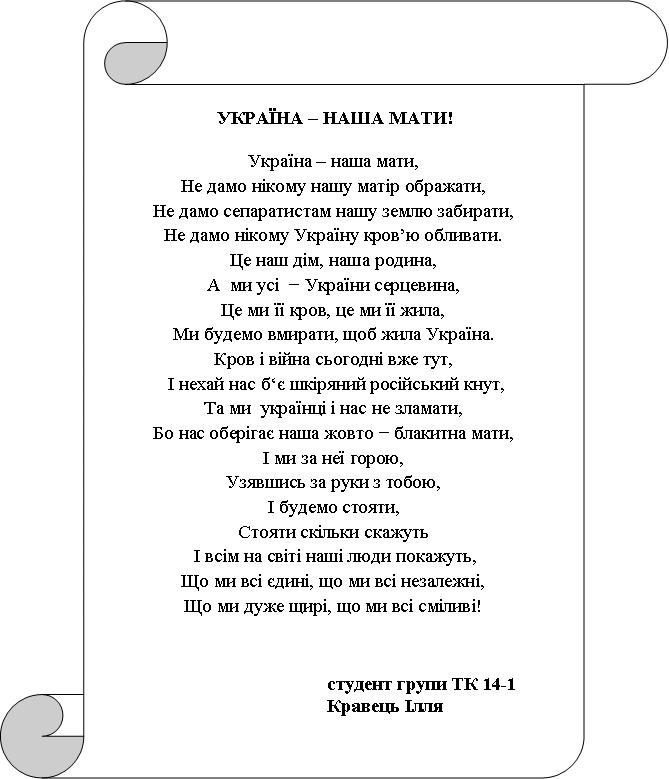 УКРАЇНА – НАША МАТИ!
Україна – наша мати,
Не дамо нікому нашу матір ображати,
Не дамо сепаратистам нашу землю забирати,
Не дамо нікому Україну кров’ю обливати.
Це наш дім, наша родина,
А  ми усі  − України серцевина,
Це ми її кров, це ми її жила,
Ми будемо вмирати, щоб жила Україна.
Кров і війна сьогодні вже тут,
І нехай нас б‘є шкіряний російський кнут,
Та ми  українці і нас не зламати,
Бо нас оберігає наша жовто − блакитна мати,
І ми за неї горою,
Узявшись за руки з тобою,
І будемо стояти,
Стояти скільки скажуть
І всім на світі наші люди покажуть,
Що ми всі єдині, що ми всі незалежні,
Що ми дуже щирі, що ми всі сміливі!
студент групи ТК 14-1
Кравець Ілля